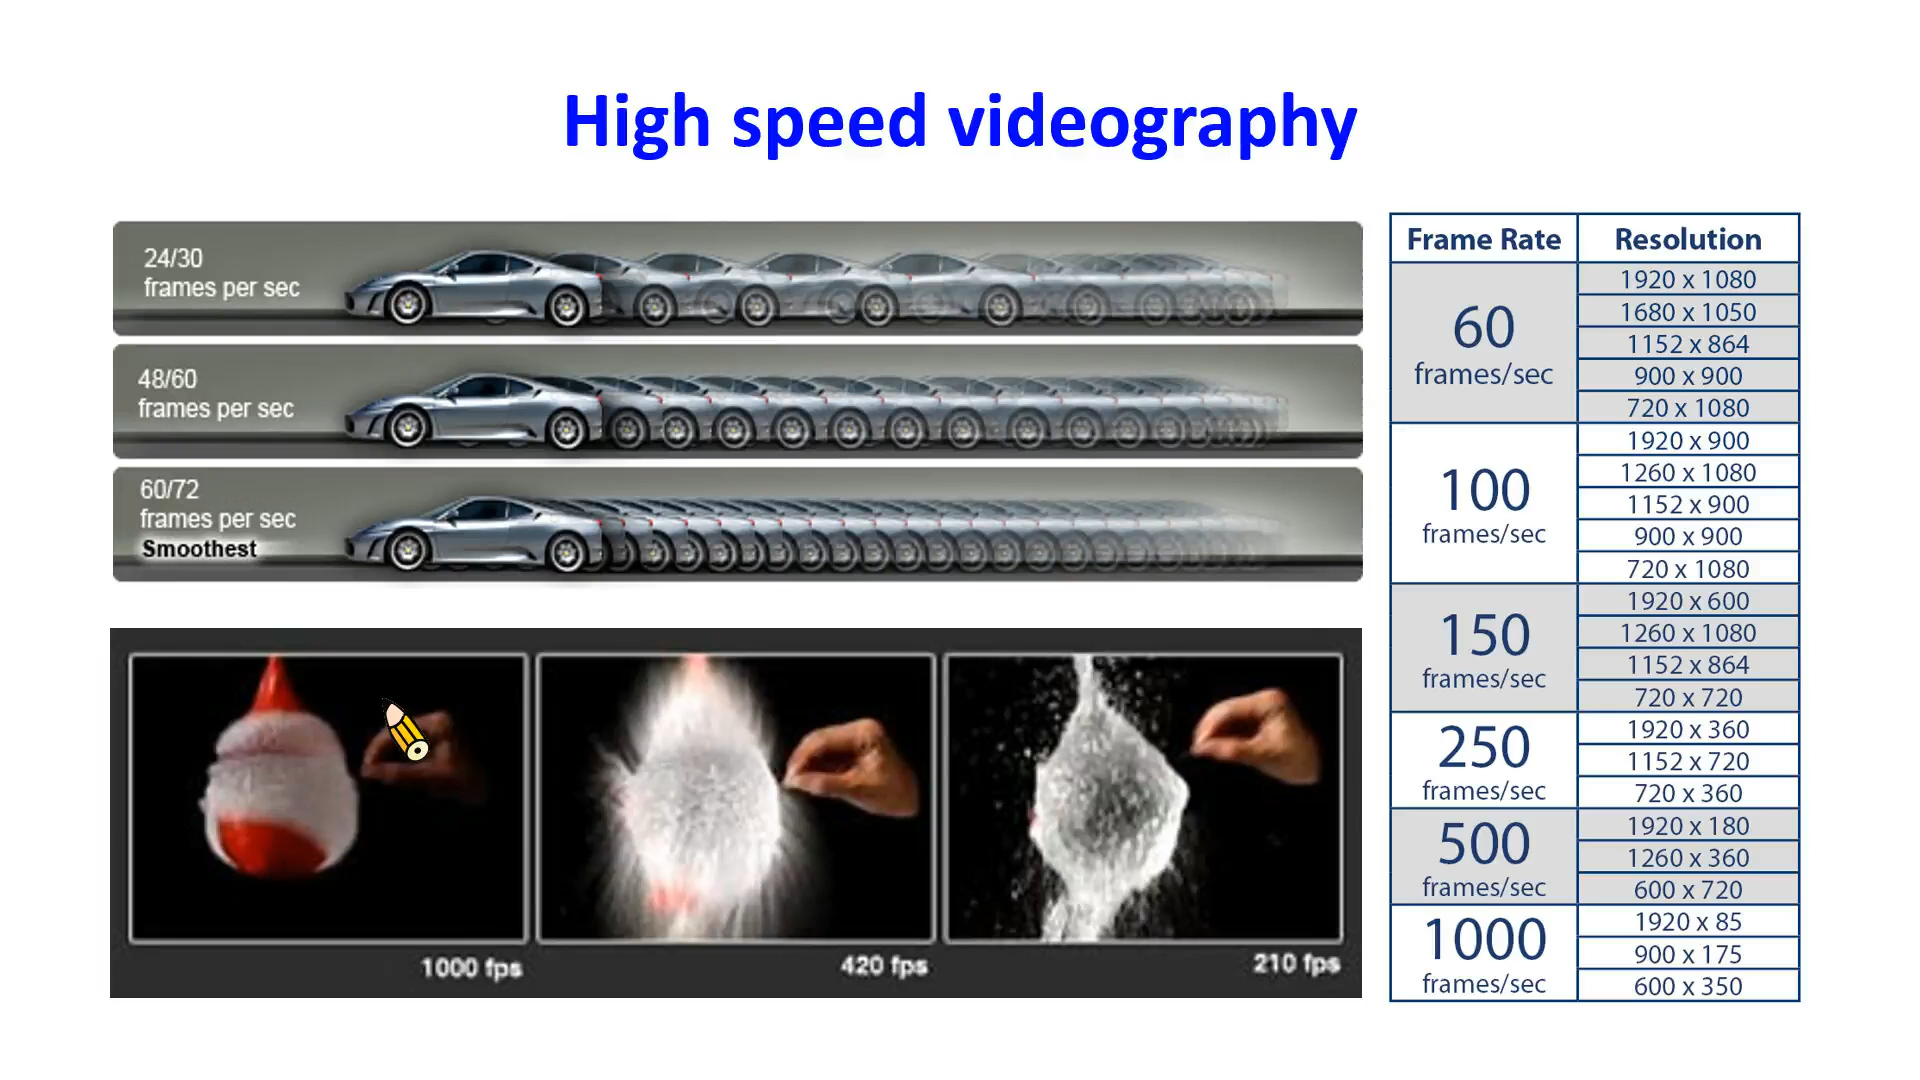 High speed videography
24/30
frames per sec
48/60
frames per sec
60/72
frames per sec
Smoothest
1000 fps
420 fps
210 fps
Frame Rate Resolution
60
frames/sec
1920 x 1080
1680 x 1050
1152 x 864
900 x 900
720 x 1080
100
frames/sec
1920 x 900
1260 x 1080
1152 x 900
900 x 900
720 x 1080
150
frames/sec
1920 x 600
1260 x 1080
1152 x 864
720 x 720
250
frames/sec
1920 x 360
1152 x 720
720 x 360
500
frames/sec
1920 x 180
1260 x 360
600 x 720
1000
frames/sec
1920 x 85
900 x 175
600 x 350